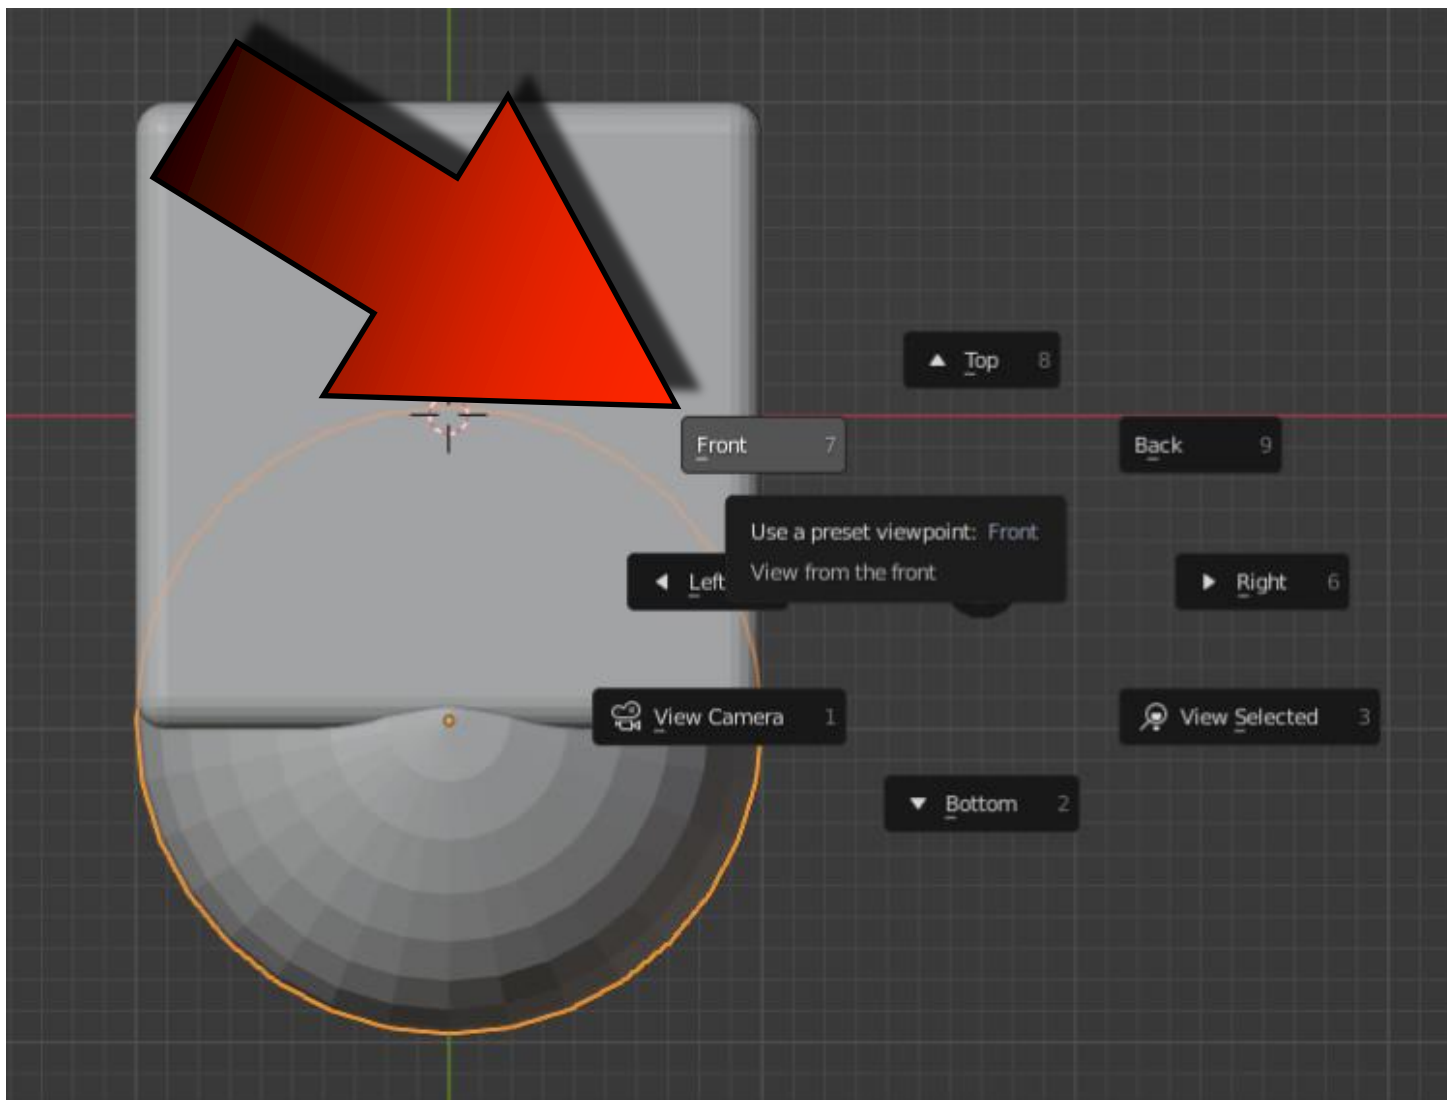 Top 8
Front 7
Back 9
Use a preset viewpoint: Front
View from the front
Left
Right 6
View Camera 1
View Selected 3
Bottom 2